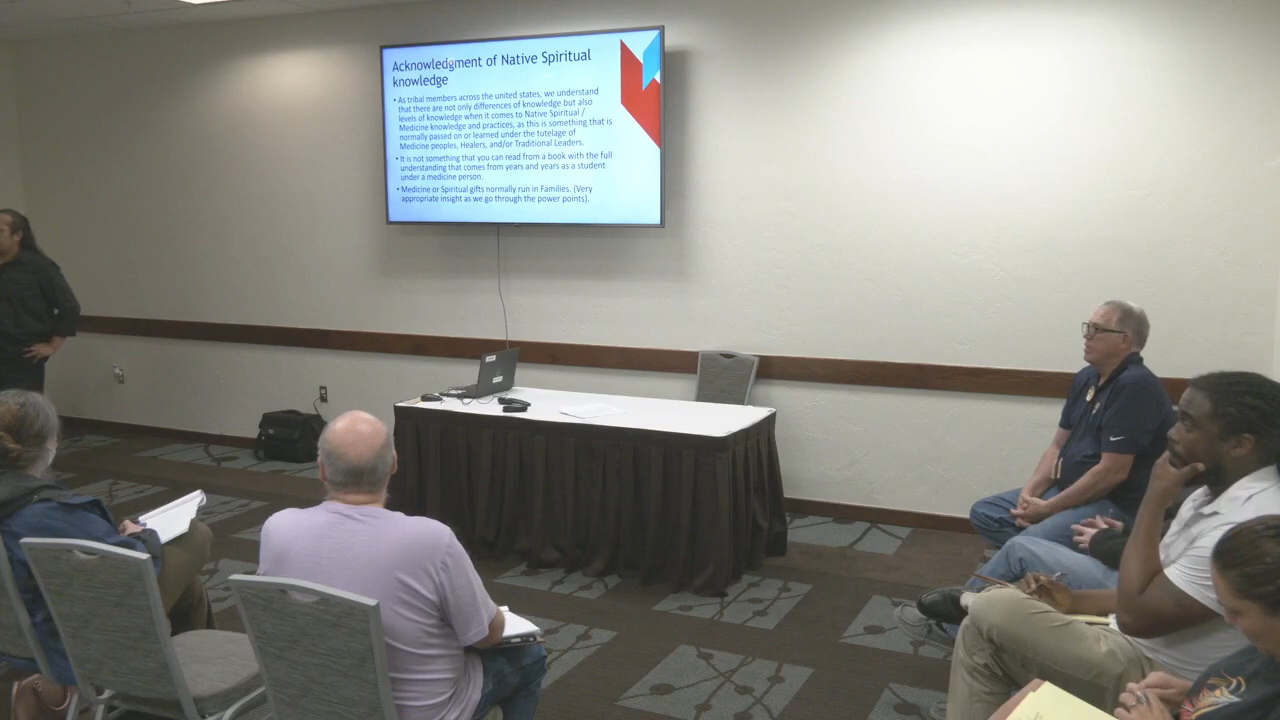 Acknowledgment of Native Spiritual
knowledge
• As tribal members across the united states, we understand
that there are not only differences of knowledge but also
levels of knowledge when it comes to Native Spiritual /
Medicine knowledge and practices, as this is something that is
normally passed on or learned under the tutelage of
Medicine peoples, Healers, and/or Traditional Leaders.
• It is not something that you can read from a book with the full
understanding that comes from years and years as a student
under a medicine person.
• Medicine or Spiritual gifts normally run in Families. (Very
appropriate insight as we go through the power points).